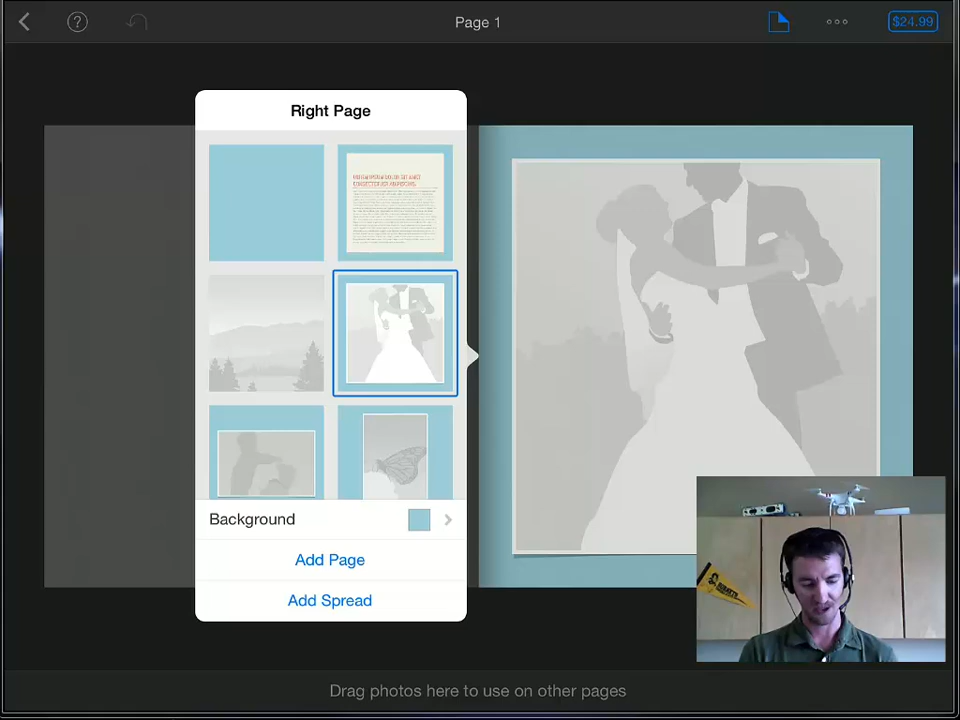 Page 1
$24.99
Right Page
Background
Add Page
Add Spread
Drag photos here to use on other pages